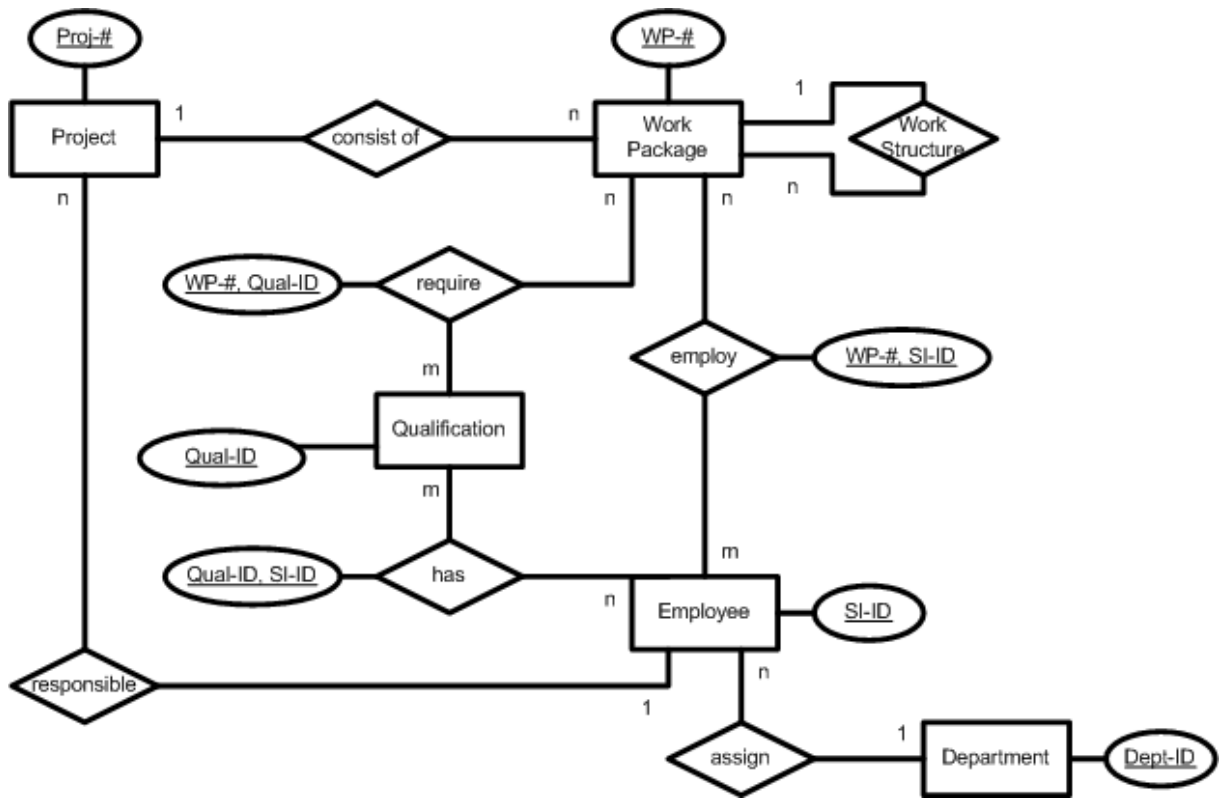 Proj-#
WP-#
Project
1
consist of
n
Work
Package
1
Work
Structure
n
n
n
n
WP-#, Qual-ID
require
m
employ
WP-#, SI-ID
Qualification
Qual-ID
m
m
Qual-ID, SI-ID
has
n
Employee
SI-ID
responsible
1
n
assign
1
Department
Dept-ID